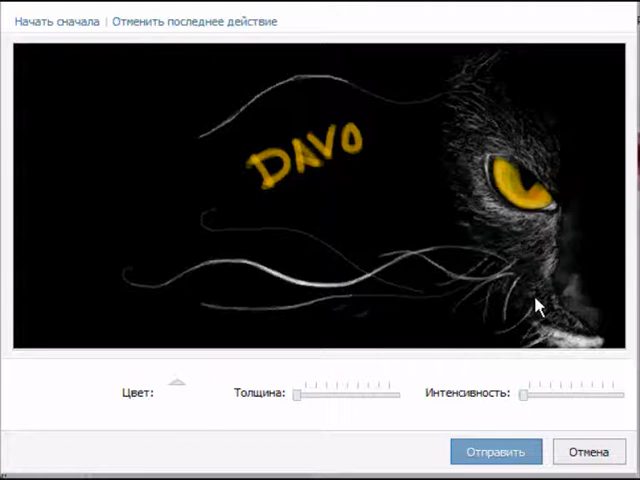 Начать сначала | Отменить последнее действие
DAVO
Цвет: Толщина: Интенсивность:
Отправить Отмена